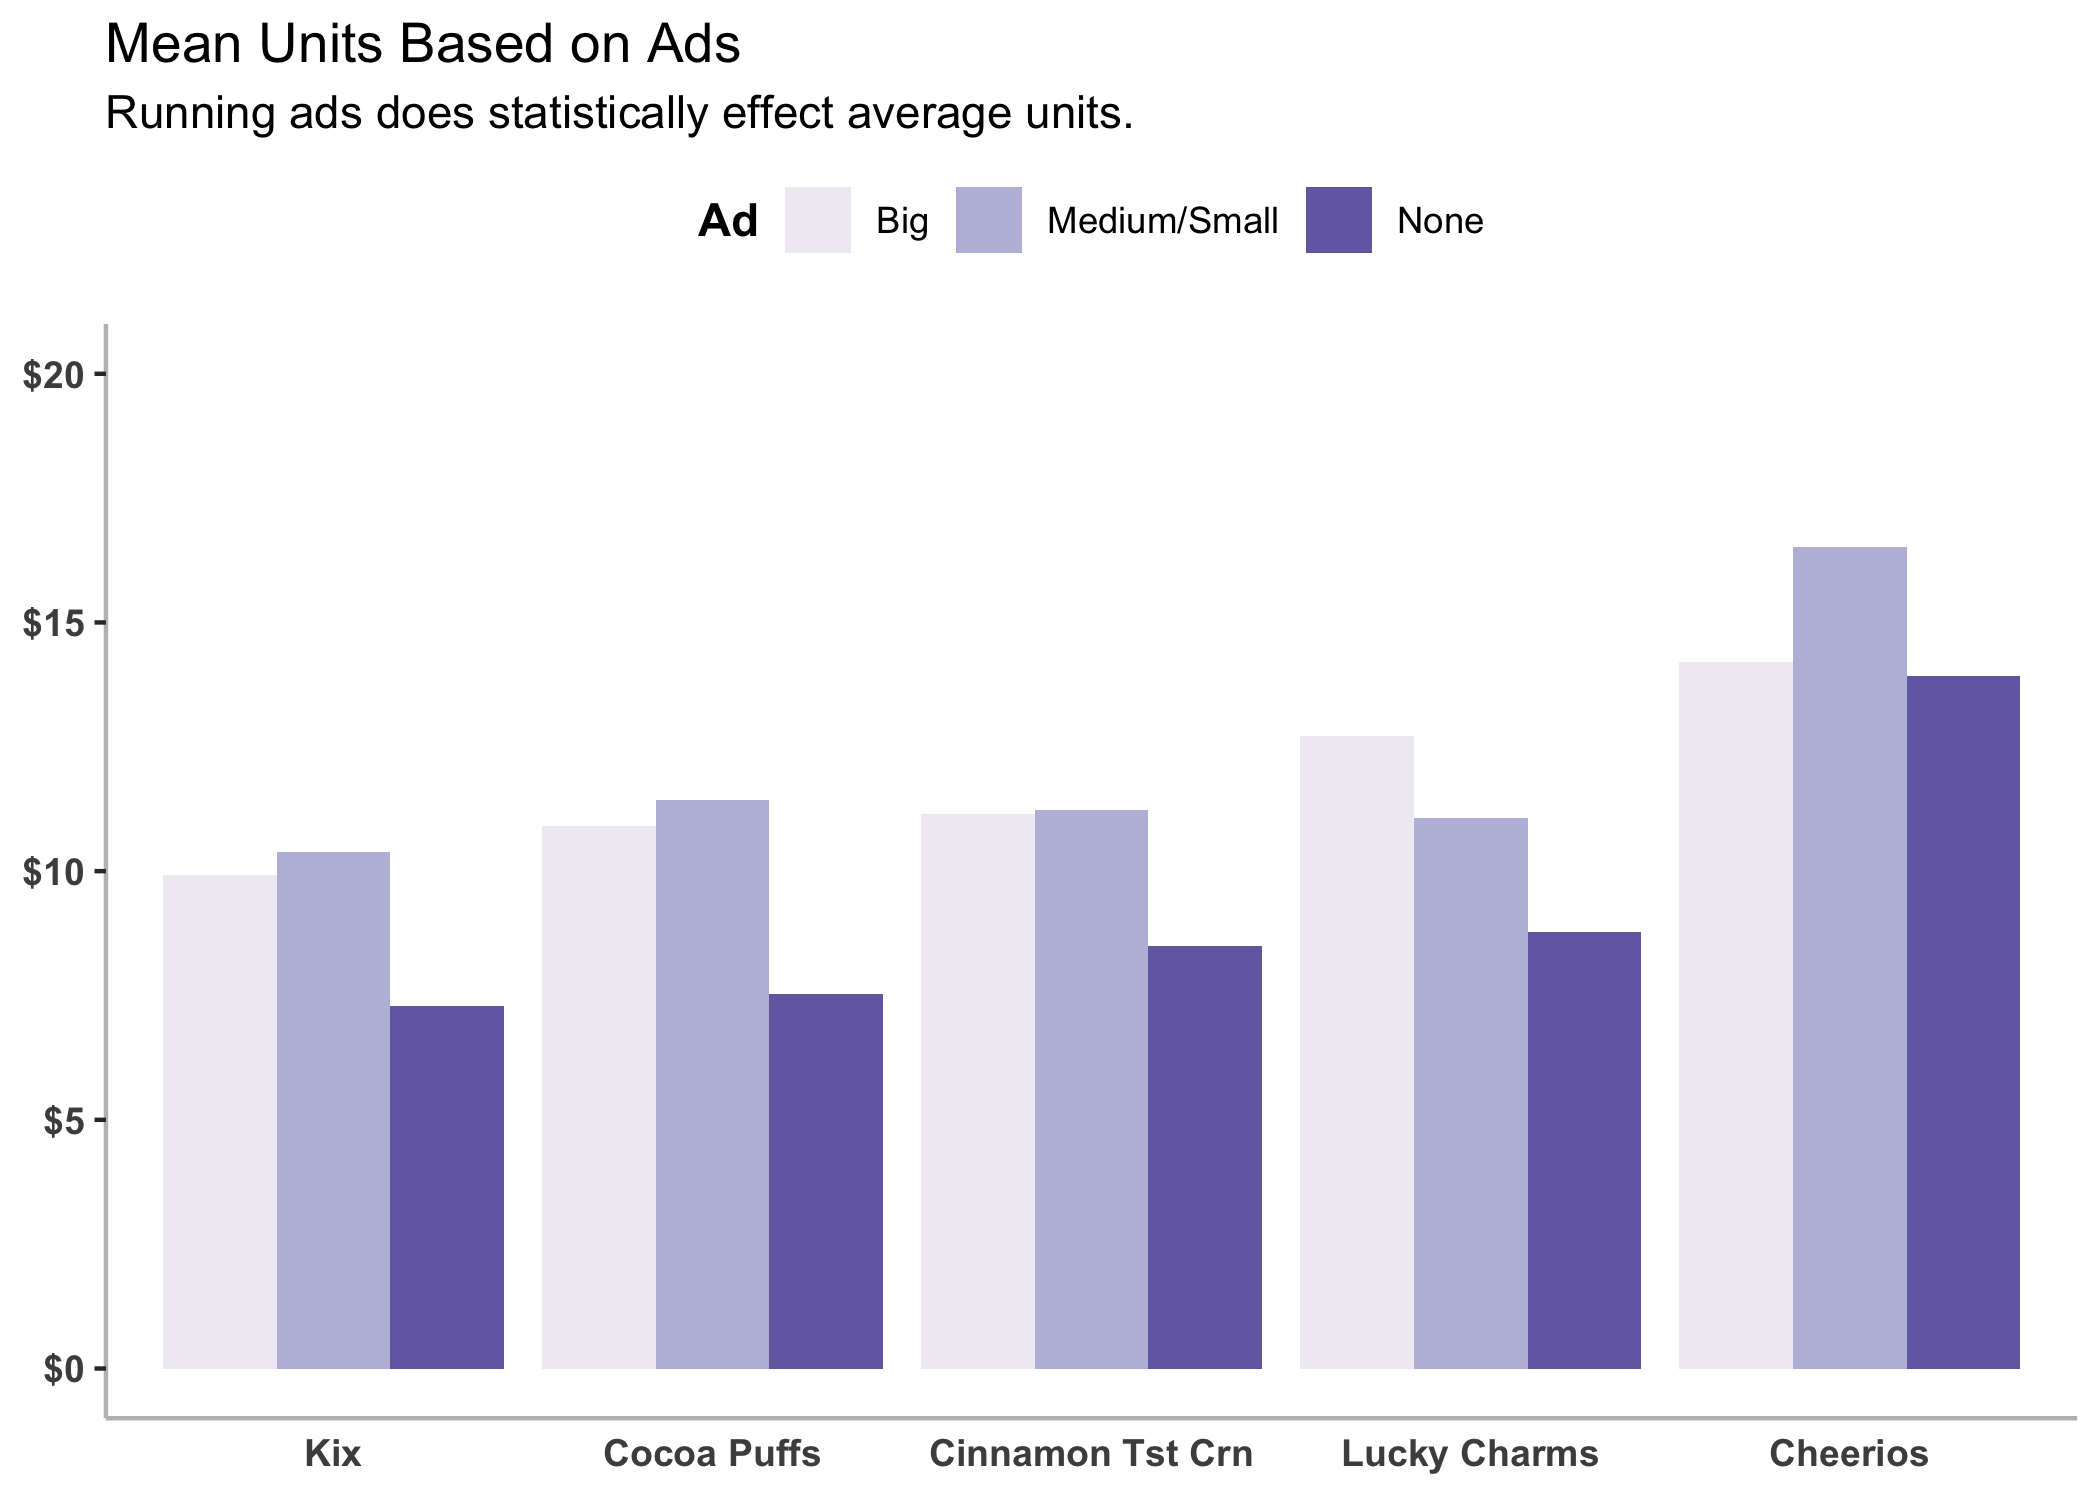 Mean Units Based on Ads
Running ads does statistically effect average units.
Ad Big Medium/Small None
$20
$15
$10
$5
$0
Kix Cocoa Puffs Cinnamon Tst Crn Lucky Charms Cheerios